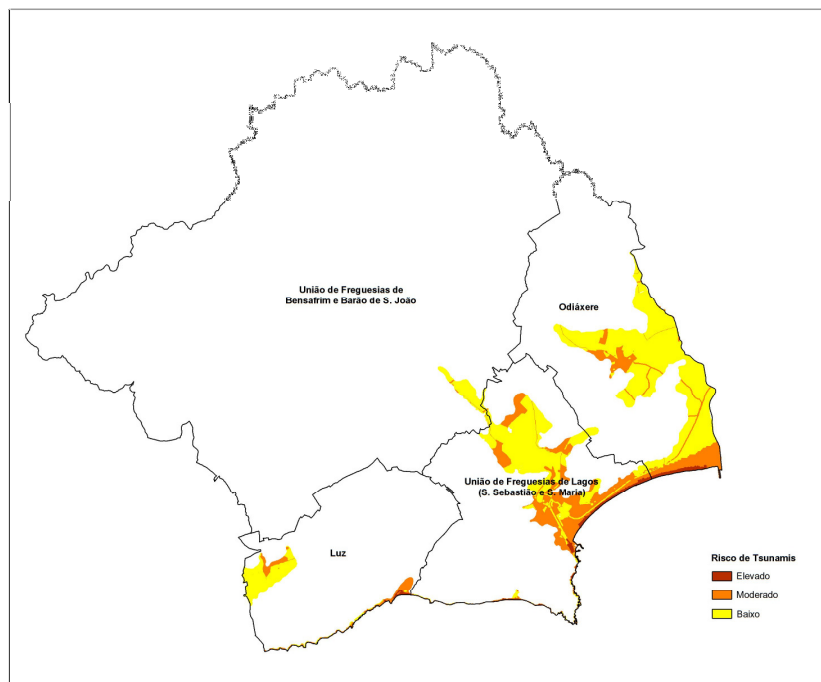 União de Freguesias de
Bensafrim e Barão de S. João
Odiáxere
União de Freguesias de Lagos
(S. Sebastião e S. Maria)
Luz
Risco de Tsunamis
Elevado
Moderado
Baixo